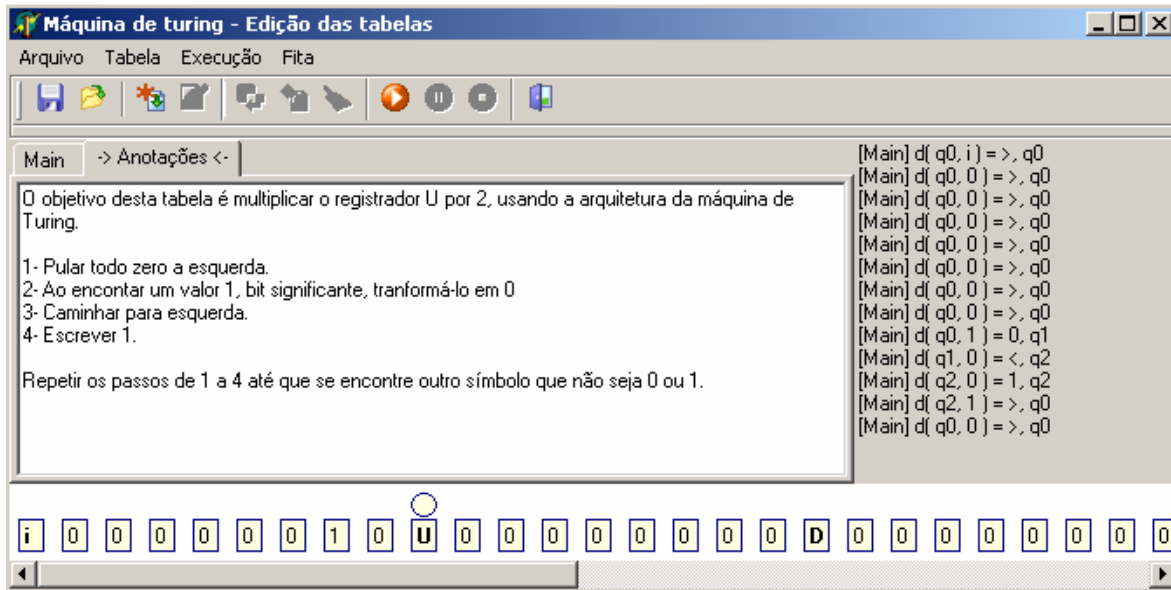 Máquina de turing - Edição das tabelas
Arquivo Tabela Execução Fita
Main -> Anotações <-
O objetivo desta tabela é multiplicar o registrador U por 2, usando a arquitetura da máquina de
Turing.
1- Pular todo zero a esquerda.
2- Ao encontar um valor 1, bit significante, tranformá-lo em 0
3- Caminhar para esquerda.
4- Escrever 1.
Repetir os passos de 1 a 4 até que se encontre outro símbolo que não seja 0 ou 1.
[Main] d( q0, i ) = >, q0
[Main] d( q0, 0 ) = >, q0
[Main] d( q0, 0 ) = >, q0
[Main] d( q0, 0 ) = >, q0
[Main] d( q0, 0 ) = >, q0
[Main] d( q0, 0 ) = >, q0
[Main] d( q0, 0 ) = >, q0
[Main] d( q0, 0 ) = >, q0
[Main] d( q0, 1 ) = 0, q1
[Main] d( q1, 0 ) = <, q2
[Main] d( q2, 0 ) = 1, q2
[Main] d( q2, 1 ) = >, q0
[Main] d( q0, 0 ) = >, q0
i 0 0 0 0 0 0 1 0 U 0 0 0 0 0 0 0 0 D 0 0 0 0 0 0 0 0